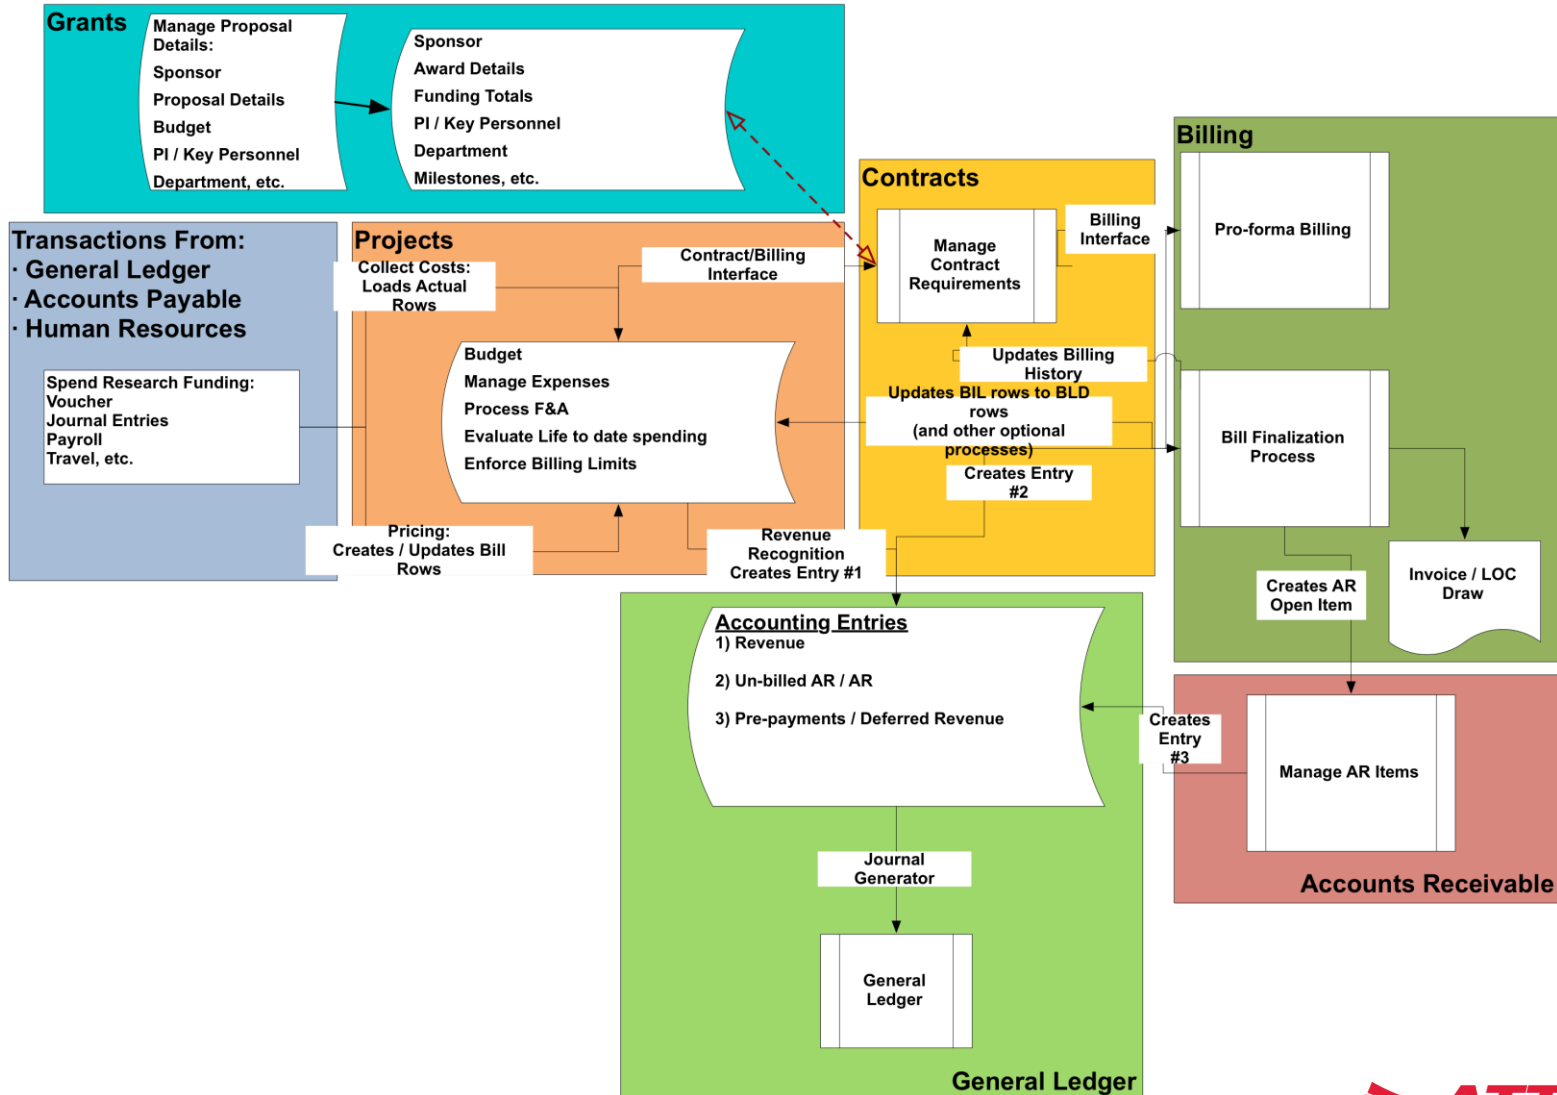 Grants
Manage Proposal
Details:
Sponsor
Proposal Details
Budget
PI / Key Personnel
Department, etc.
Sponsor
Award Details
Funding Totals
PI / Key Personnel
Department
Milestones, etc.
Transactions From:
· General Ledger
· Accounts Payable
· Human Resources
Spend Research Funding:
Voucher
Journal Entries
Payroll
Travel, etc.
Projects
Collect Costs:
Loads Actual
Rows
Contract/Billing
Interface
Budget
Manage Expenses
Process F&A
Evaluate Life to date spending
Enforce Billing Limits
Pricing:
Creates / Updates Bill
Rows
Revenue
Recognition
Creates Entry #1
Contracts
Manage
Contract
Requirements
Billing
Interface
Updates Billing
History
Updates BIL rows to BLD
rows
(and other optional
processes)
Creates Entry
#2
Billing
Pro-forma Billing
Bill Finalization
Process
Creates AR
Open Item
Invoice / LOC
Draw
Accounting Entries
1) Revenue
2) Un-billed AR / AR
3) Pre-payments / Deferred Revenue
Creates
Entry
#3
Manage AR Items
Accounts Receivable
Journal
Generator
General
Ledger
General Ledger